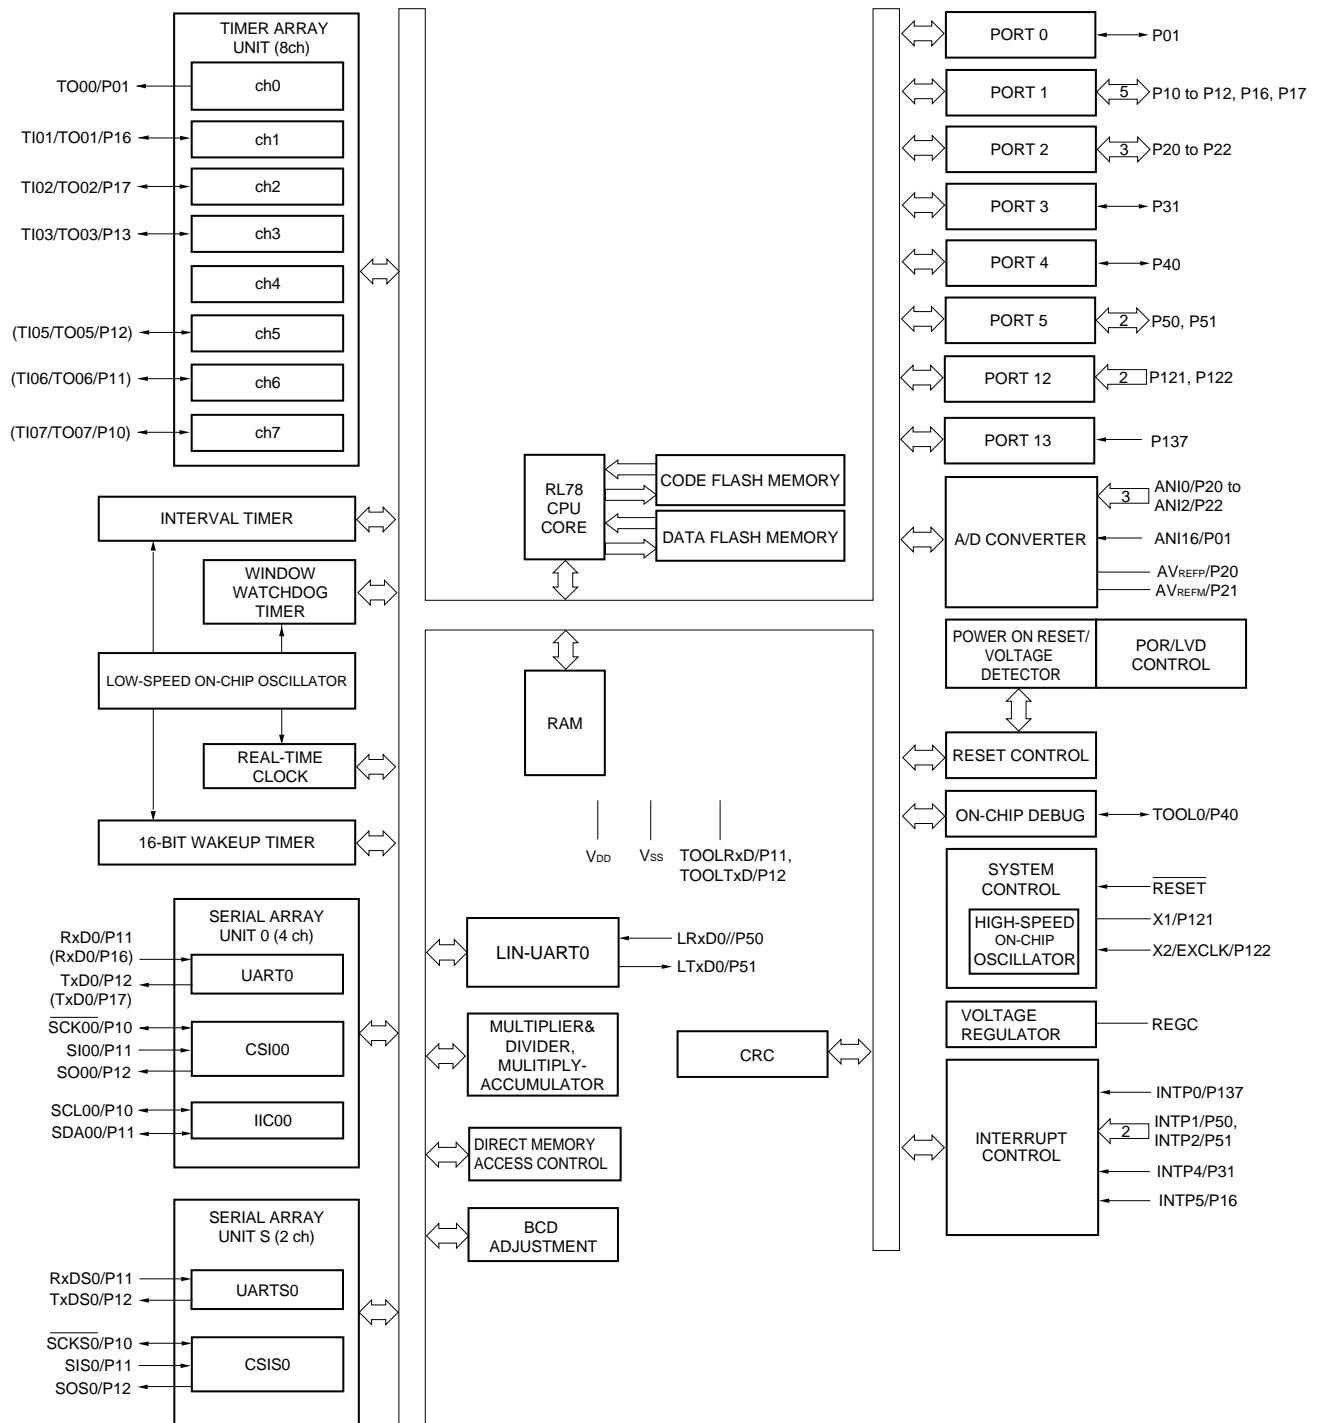 TIMER ARRAY
UNIT (8ch)
TO00/P01
ch0
TI01/TO01/P16
ch1
TI02/TO02/P17
ch2
TI03/TO03/P13
ch3
ch4
(TI05/TO05/P12)
ch5
(TI06/TO06/P11)
ch6
(TI07/TO07/P10)
ch7
INTERVAL TIMER
WINDOW
WATCHDOG
TIMER
LOW-SPEED ON-CHIP OSCILLATOR
REAL-TIME
CLOCK
16-BIT WAKEUP TIMER
SERIAL ARRAY
UNIT 0 (4 ch)
RxD0/P11
(RxD0/P16)
TxD0/P12
(TxD0/P17)
UART0
SCK00/P10
SI00/P11
SO00/P12
CSI00
SCL00/P10
SDA00/P11
IIC00
SERIAL ARRAY
UNIT S (2 ch)
RxDS0/P11
TxDS0/P12
UARTS0
SCKS0/P10
SIS0/P11
SOS0/P12
CSIS0
RL78
CPU
CORE
CODE FLASH MEMORY
DATA FLASH MEMORY
RAM
VDD
VSS
TOOLRxD/P11,
TOOLTxD/P12
LIN-UART0
LRxD0//P50
LTxD0/P51
MULTIPLIER&
DIVIDER,
MULITIPLY-
ACCUMULATOR
CRC
DIRECT MEMORY
ACCESS CONTROL
BCD
ADJUSTMENT
PORT 0
P01
PORT 1
5
P10 to P12, P16, P17
PORT 2
3
P20 to P22
PORT 3
P31
PORT 4
P40
PORT 5
2
P50, P51
PORT 12
2
P121, P122
PORT 13
P137
A/D CONVERTER
3
ANI0/P20 to
ANI2/P22
ANI16/P01
AVREFP/P20
AVREFM/P21
POWER ON RESET/
VOLTAGE
DETECTOR
POR/LVD
CONTROL
RESET CONTROL
ON-CHIP DEBUG
TOOL0/P40
SYSTEM
CONTROL
HIGH-SPEED
ON-CHIP
OSCILLATOR
RESET
X1/P121
X2/EXCLK/P122
VOLTAGE
REGULATOR
REGC
INTERRUPT
CONTROL
INTP0/P137
2
INTP1/P50,
INTP2/P51
INTP4/P31
INTP5/P16